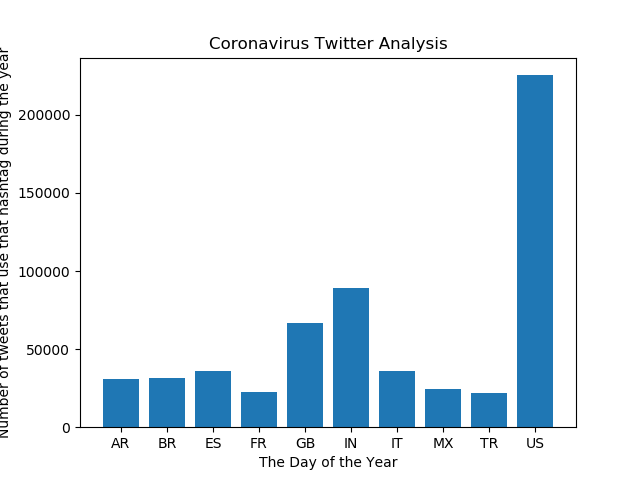 Coronavirus Twitter Analysis
Number of tweets that use that hashtag during the year
200000
150000
100000
50000
0
AR BR ES FR GB IN IT MX TR US
The Day of the Year